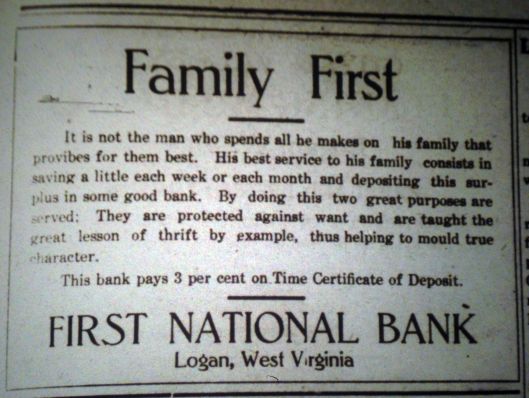 Family First
It is not the man who spends all he makes on his family that
provibes for them best. His best service to his family consists in
saving a little each week or each month and depositing this sur-
plus in some good bank. By doing this two great purposes are
served: They are protected against want and are taught the
great lesson of thrift by example, thus helping to mould true
character.
This bank pays 3 per cent on Time Certificate of Deposit.
FIRST NATIONAL BANK
Logan, West Virginia